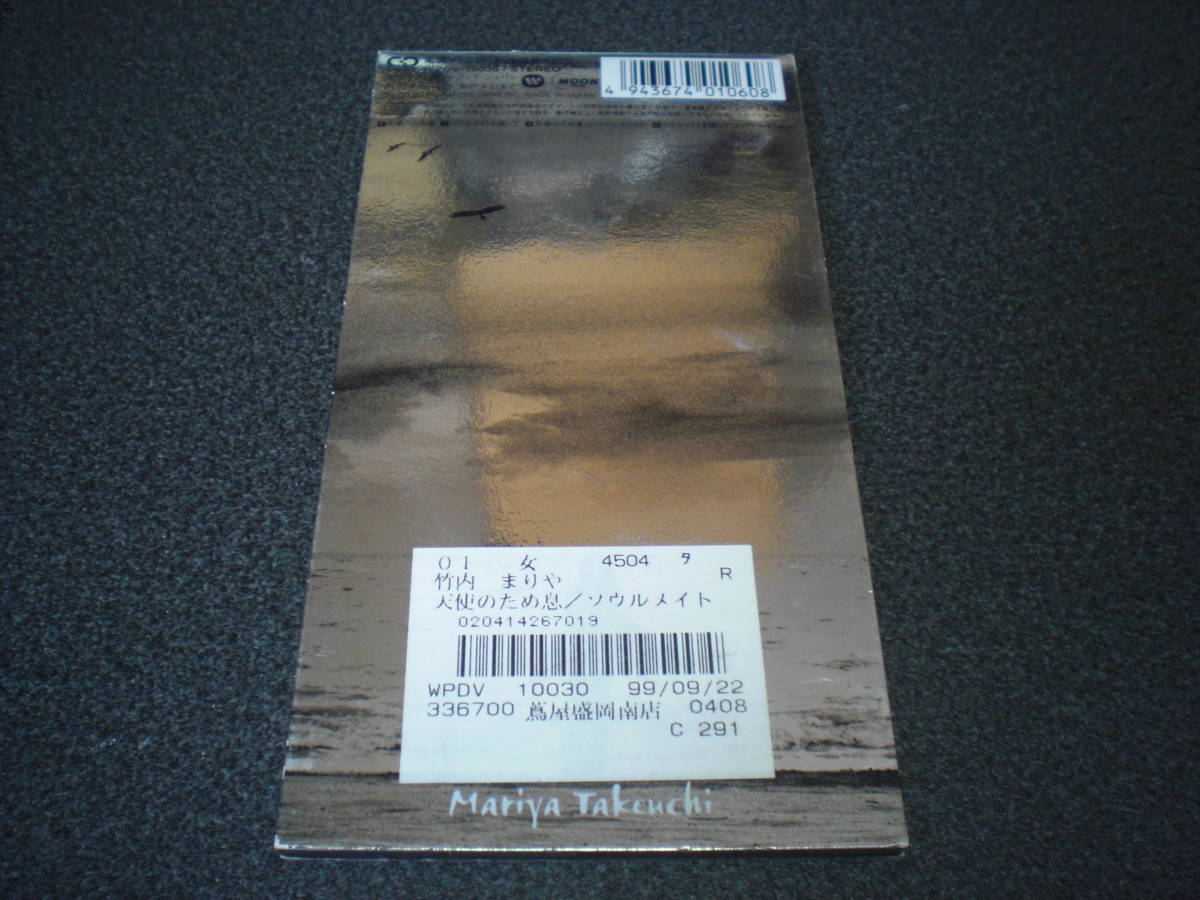 STEREO
MOON
4 943674 010608
01 女 4504 タ
R
竹内 まりや
天使のため息/ソウルメイト
020414267019
WPDV 10030 99/09/22
336700 蔦屋盛岡南店 0408
C 291
Mariya Takeuchi